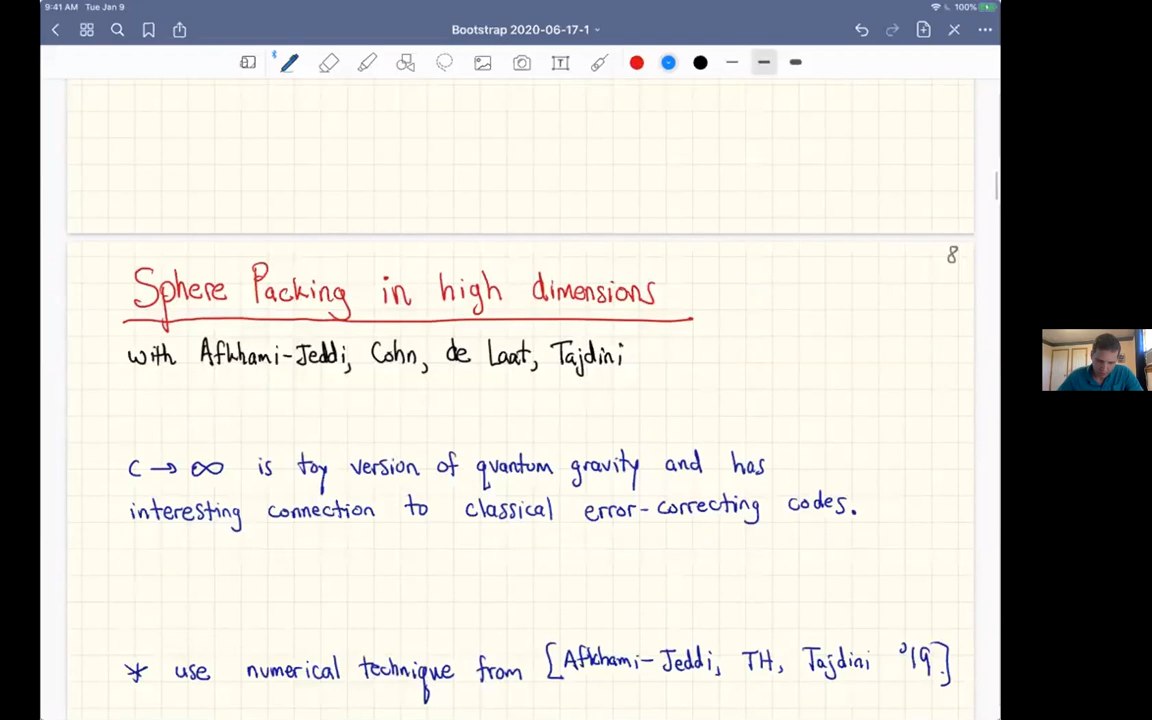 9:41 AM Tue Jan 9
100%
Bootstrap 2020-06-17-1
8
Sphere Packing in high dimensions
with Afkhami-Jeddi, Cohn, de Laat, Tajdini
C → ∞ is toy version of quantum gravity and has
interesting connection to classical error-correcting codes.
* use numerical technique from [Afkhami-Jeddi, TH, Tajdini '19]